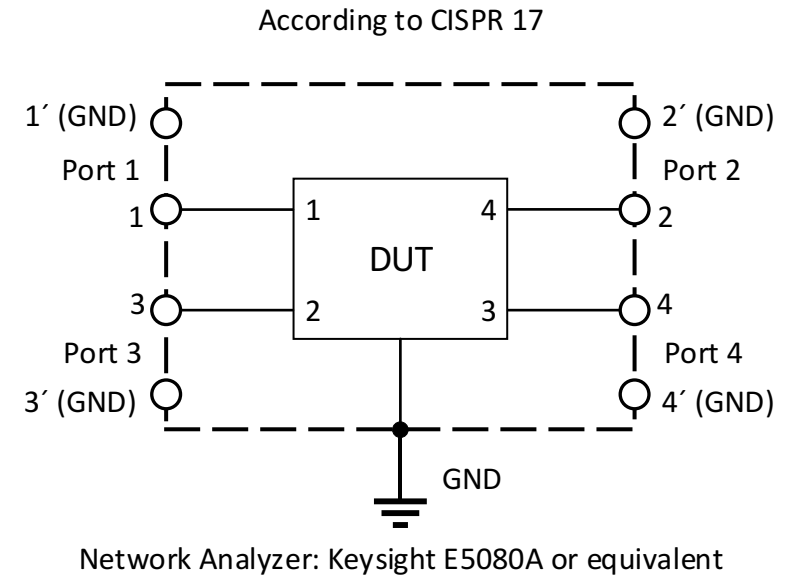 According to CISPR 17
1´ (GND)
2´ (GND)
Port 1
Port 2
1
1
4
2
DUT
3
2
3
4
Port 3
Port 4
3´ (GND)
4´ (GND)
GND
Network Analyzer: Keysight E5080A or equivalent